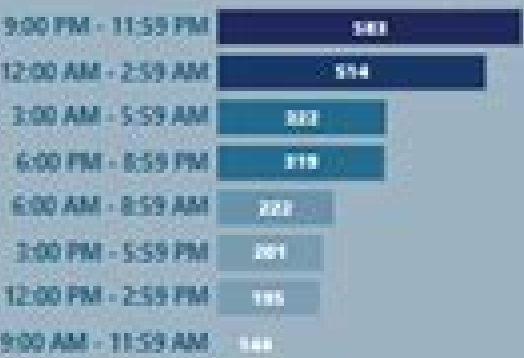 9:00 PM - 11:59 PM 583
12:00 AM - 2:59 AM 514
3:00 AM - 5:59 AM 322
6:00 PM - 8:59 PM 319
6:00 AM - 8:59 AM 222
3:00 PM - 5:59 PM 201
12:00 PM - 2:59 PM 195
9:00 AM - 11:59 AM